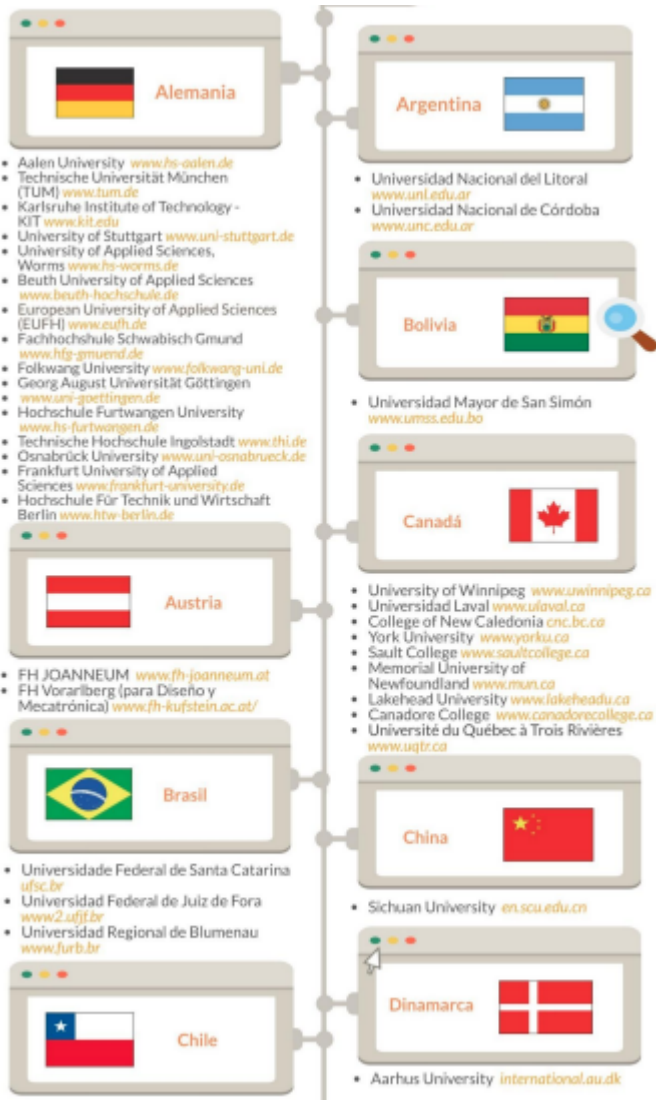 Alemania
• Aalen University www.hs-aalen.de
• Technische Universität München
(TUM) www.tum.de
• Karlsruhe Institute of Technology -
KIT www.kit.edu
• University of Stuttgart www.uni-stuttgart.de
• University of Applied Sciences,
Worms www.hs-worms.de
• Beuth University of Applied Sciences
www.beuth-hochschule.de
• European University of Applied Sciences
(EUFH) www.eufh.de
• Fachhochschule Schwabisch Gmund
www.hfg-gmuend.de
• Folkwang University www.folkwang-uni.de
• Georg August Universität Göttingen
• www.uni-goettingen.de
• Hochschule Furtwangen University
www.hs-furtwangen.de
• Technische Hochschule Ingolstadt www.thi.de
• Osnabrück University www.uni-osnabrueck.de
• Frankfurt University of Applied
Sciences www.frankfurt-university.de
• Hochschule Für Technik und Wirtschaft
Berlin www.htw-berlin.de
Austria
• FH JOANNEUM www.fh-joanneum.at
• FH Vorarlberg (para Diseño y
Mecatrónica) www.fh-kufstein.ac.at/
Brasil
• Universidade Federal de Santa Catarina
ufsc.br
• Universidad Federal de Juiz de Fora
www2.ufjf.br
• Universidad Regional de Blumenau
www.furb.br
Chile
Argentina
• Universidad Nacional del Litoral
www.unl.edu.ar
• Universidad Nacional de Córdoba
www.unc.edu.ar
Bolivia
• Universidad Mayor de San Simón
www.umss.edu.bo
Canadá
• University of Winnipeg www.uwinnipeg.ca
• Universidad Laval www.ulaval.ca
• College of New Caledonia cnc.bc.ca
• York University www.yorku.ca
• Sault College www.saultcollege.ca
• Memorial University of
Newfoundland www.mun.ca
• Lakehead University www.lakeheadu.ca
• Canadore College www.canadorecollege.ca
• Université du Québec à Trois Rivières
www.uqtr.ca
China
• Sichuan University en.scu.edu.cn
Dinamarca
• Aarhus University international.au.dk